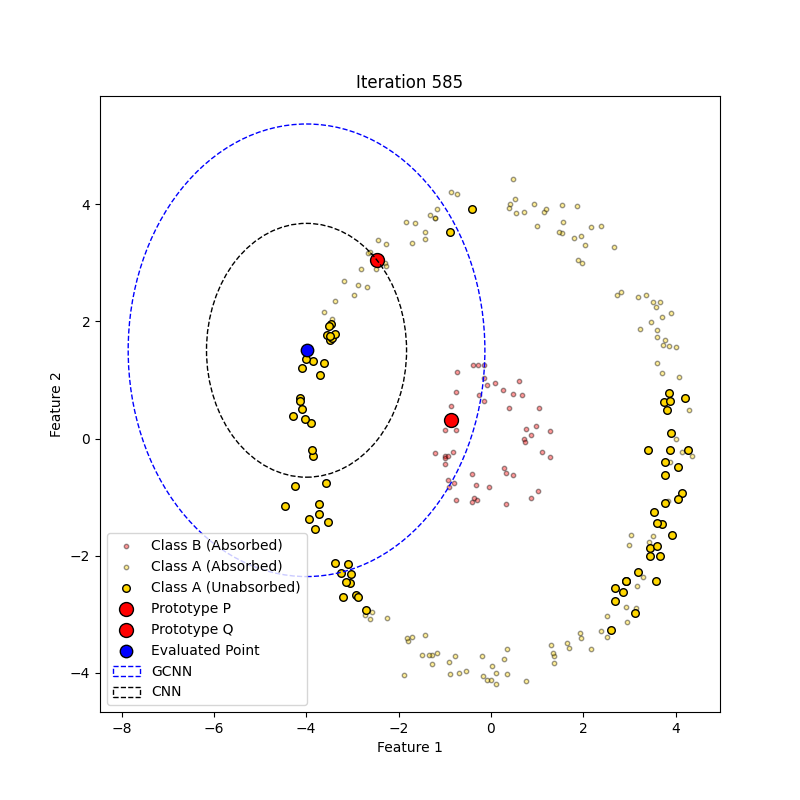 Iteration 585
Feature 2
4
2
0
−2
−4
Class B (Absorbed)
Class A (Absorbed)
Class A (Unabsorbed)
Prototype P
Prototype Q
Evaluated Point
GCNN
CNN
−8 −6 −4 −2 0 2 4
Feature 1